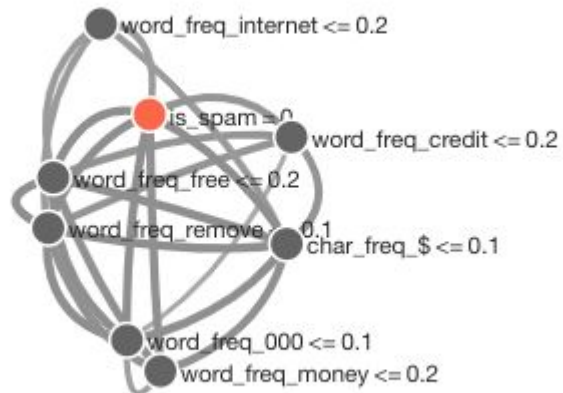 word_freq_internet <= 0.2
is_spam = 0
word_freq_credit <= 0.2
word_freq_free <= 0.2
word_freq_remove <= 0.1
char_freq_$ <= 0.1
word_freq_000 <= 0.1
word_freq_money <= 0.2